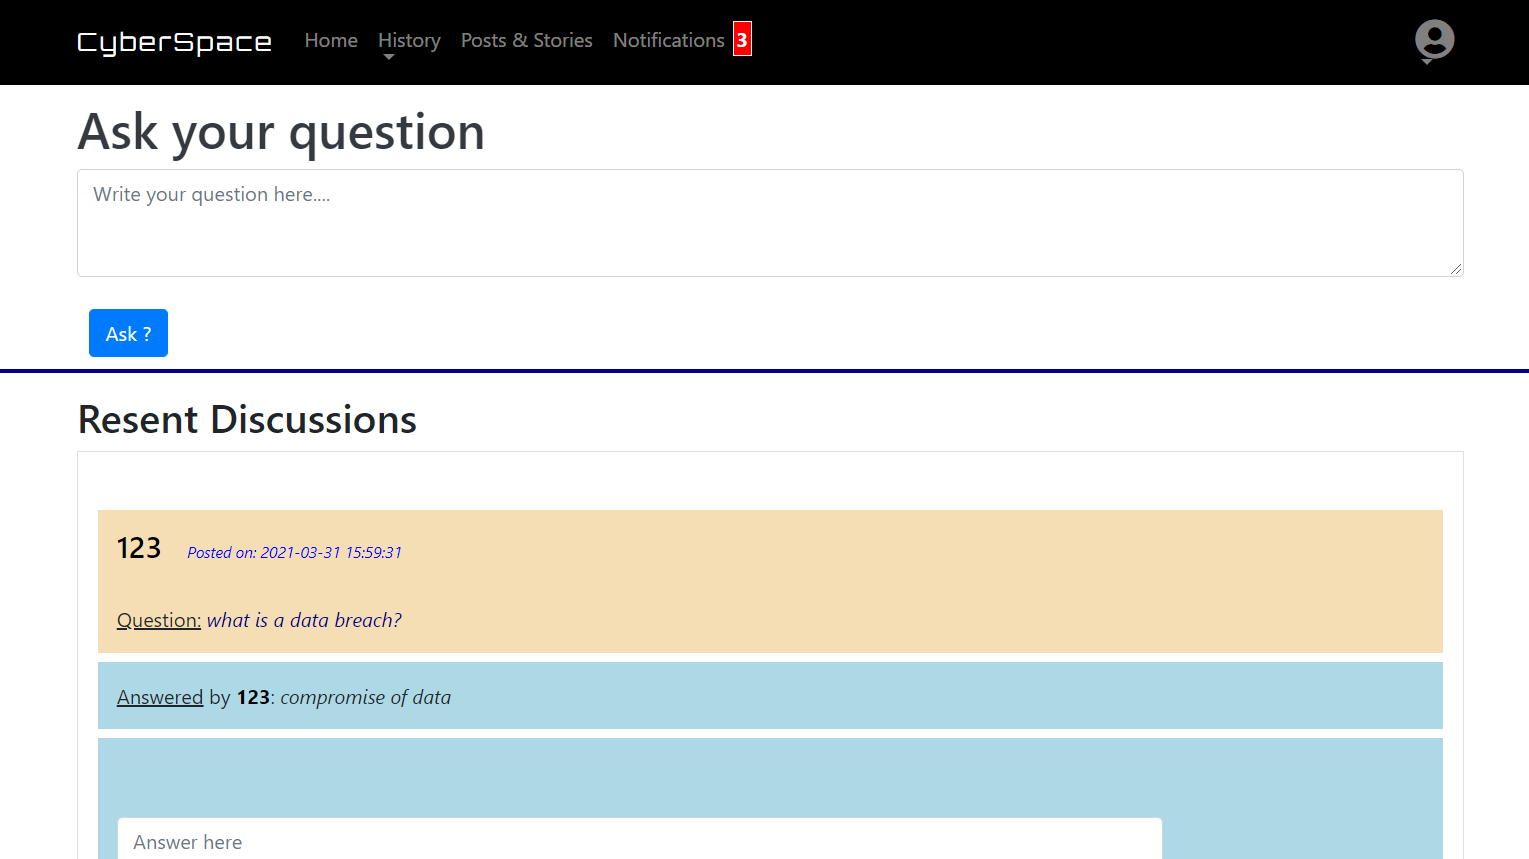 CyberSpace Home History Posts & Stories Notifications 3
Ask your question
Write your question here....
Ask ?
Resent Discussions
123 Posted on: 2021-03-31 15:59:31
Question: what is a data breach?
Answered by 123: compromise of data
Answer here